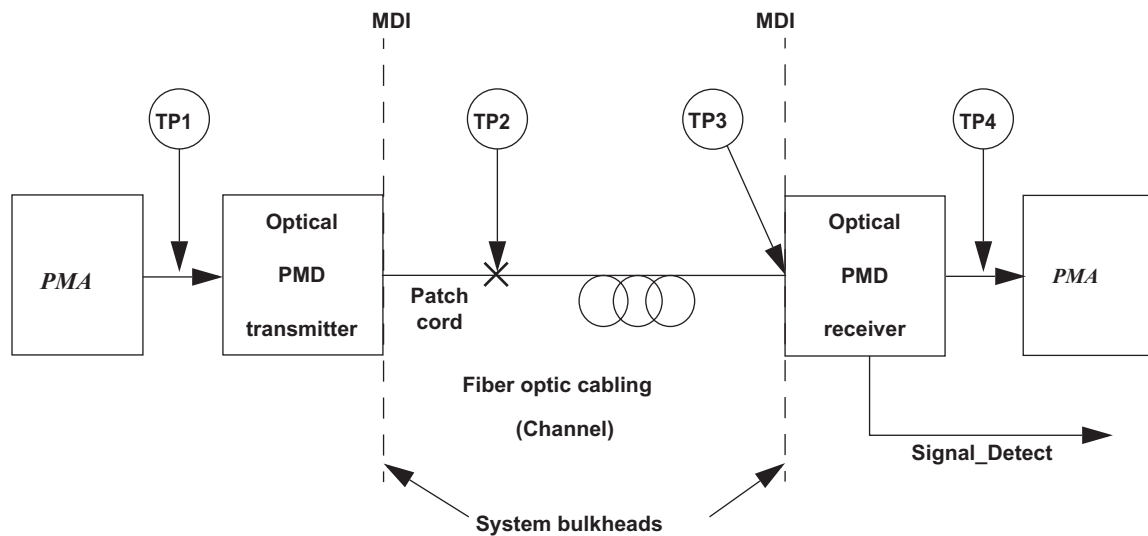 MDI
MDI
TP1
TP2
TP3
TP4
PMA
Optical
PMD
transmitter
Patch
cord
Optical
PMD
receiver
PMA
Fiber optic cabling
(Channel)
Signal_Detect
System bulkheads